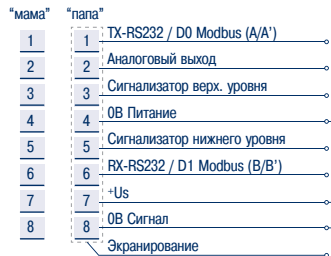 “мама” “папа”
1 1 TX-RS232 / D0 Modbus (A/A’)
2 2 Аналоговый выход
3 3 Сигнализатор верх. уровня
4 4 0В Питание
5 5 Сигнализатор нижнего уровня
6 6 RX-RS232 / D1 Modbus (B/B’)
7 7 +Us
8 8 0В Сигнал
Экранирование